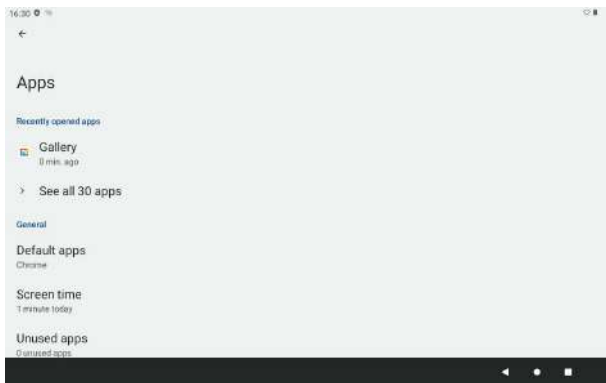 16:30
Apps
Recently opened apps
Gallery
0 min. ago
See all 30 apps
General
Default apps
Chrome
Screen time
1 minute today
Unused apps
0 unused apps